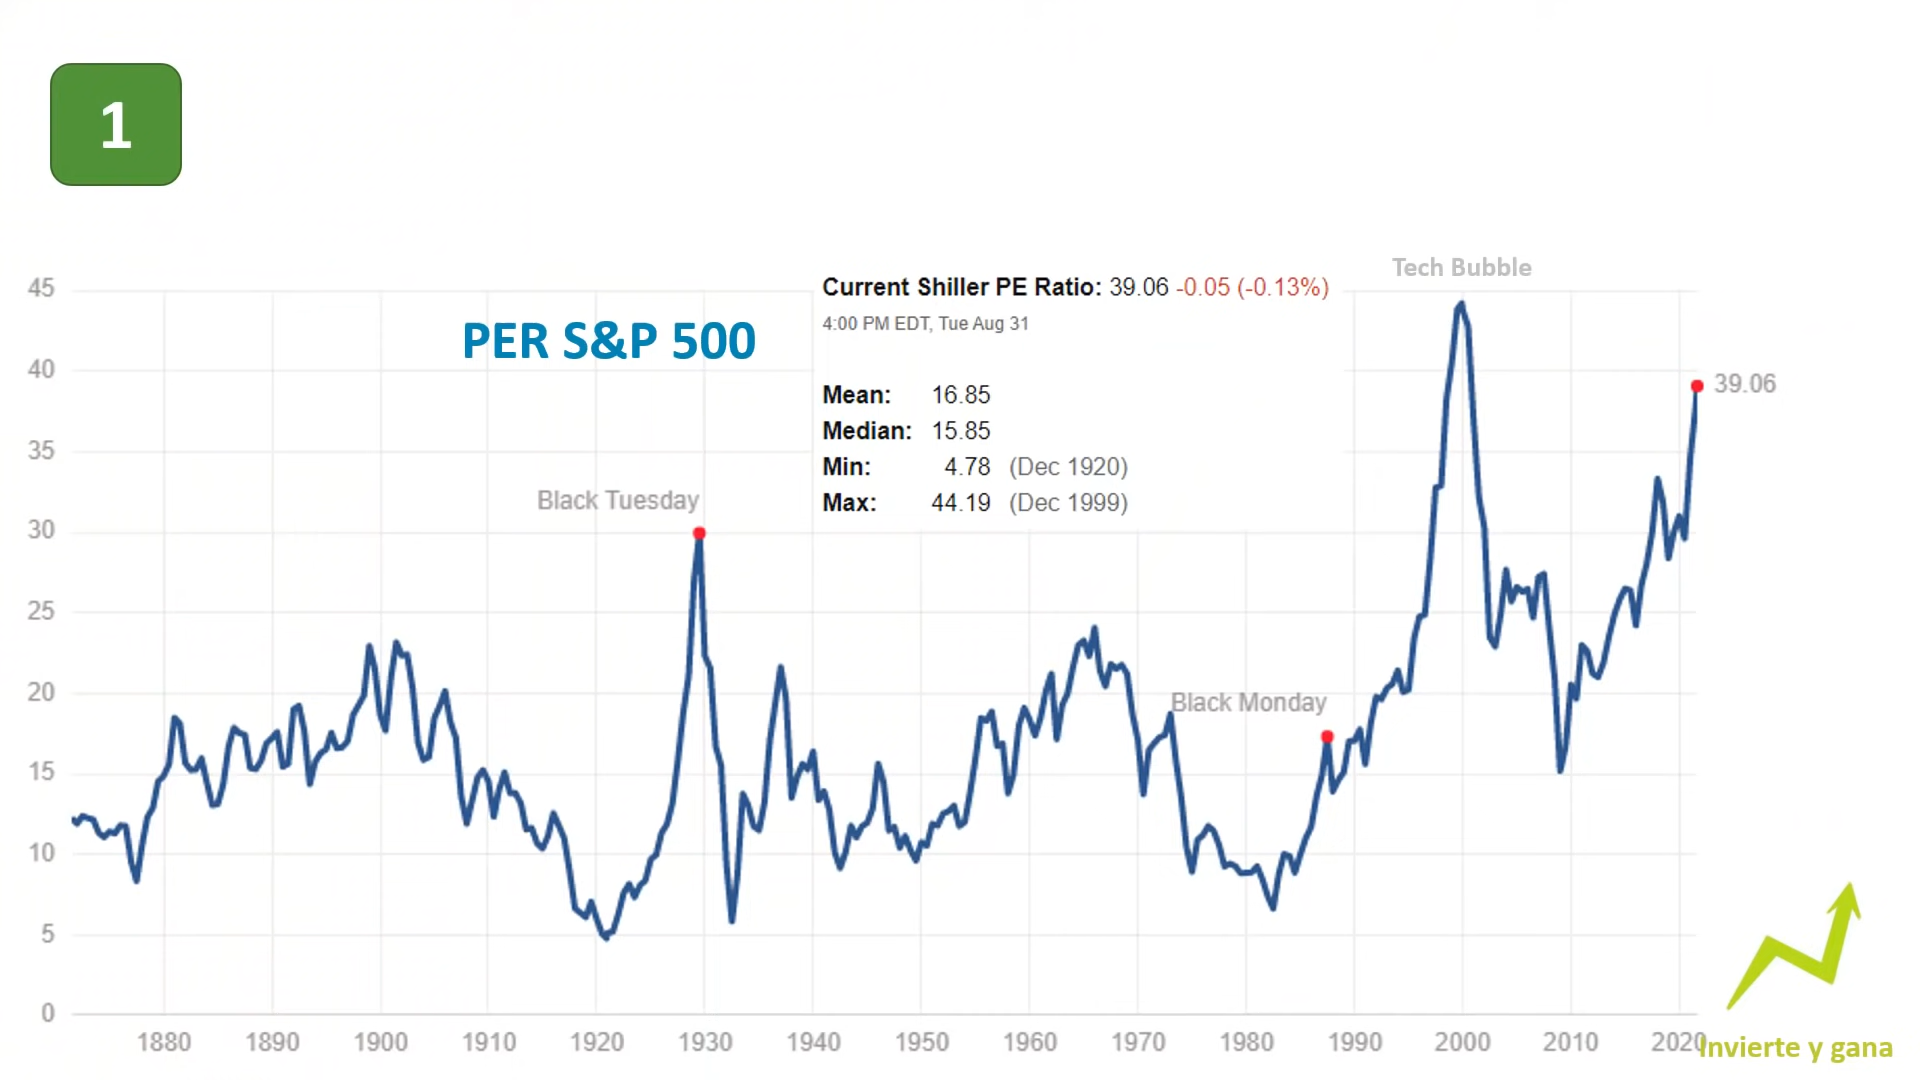 1
Tech Bubble
Current Shiller PE Ratio: 39.06 -0.05 (-0.13%)
4:00 PM EDT, Tue Aug 31
PER S&P 500
Mean: 16.85
Median: 15.85
Min: 4.78 (Dec 1920)
Max: 44.19 (Dec 1999)
39.06
Black Tuesday
Black Monday
45
40
35
30
25
20
15
10
5
0
1880 1890 1900 1910 1920 1930 1940 1950 1960 1970 1980 1990 2000 2010 2020
Invierte y gana